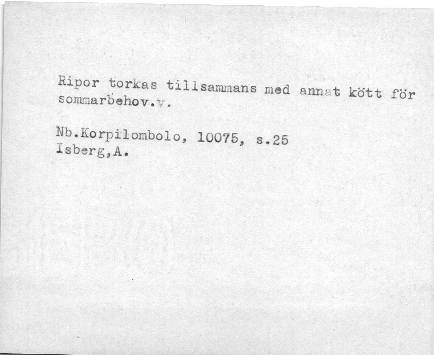 Ripor torkas tillsammans med annat kött för
sommarbehov.v.
Nb.Korpilombolo, 10075, s.25
Isberg,A.